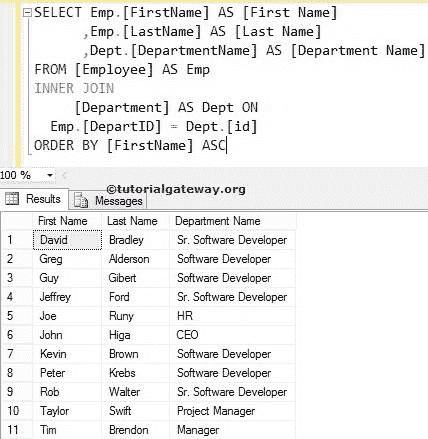 SELECT Emp.[FirstName] AS [First Name]
,Emp.[LastName] AS [Last Name]
,Dept.[DepartmentName] AS [Department Name]
FROM [Employee] AS Emp
INNER JOIN
[Department] AS Dept ON
Emp.[DepartID] = Dept.[id]
ORDER BY [FirstName] ASC
100 %
©tutorialgateway.org
Results Messages
First Name Last Name Department Name
1 David Bradley Sr. Software Developer
2 Greg Alderson Software Developer
3 Guy Gibert Software Developer
4 Jeffrey Ford Sr. Software Developer
5 Joe Runy HR
6 John Higa CEO
7 Kevin Brown Software Developer
8 Peter Krebs Software Developer
9 Rob Walter Sr. Software Developer
10 Taylor Swift Project Manager
11 Tim Brendon Manager